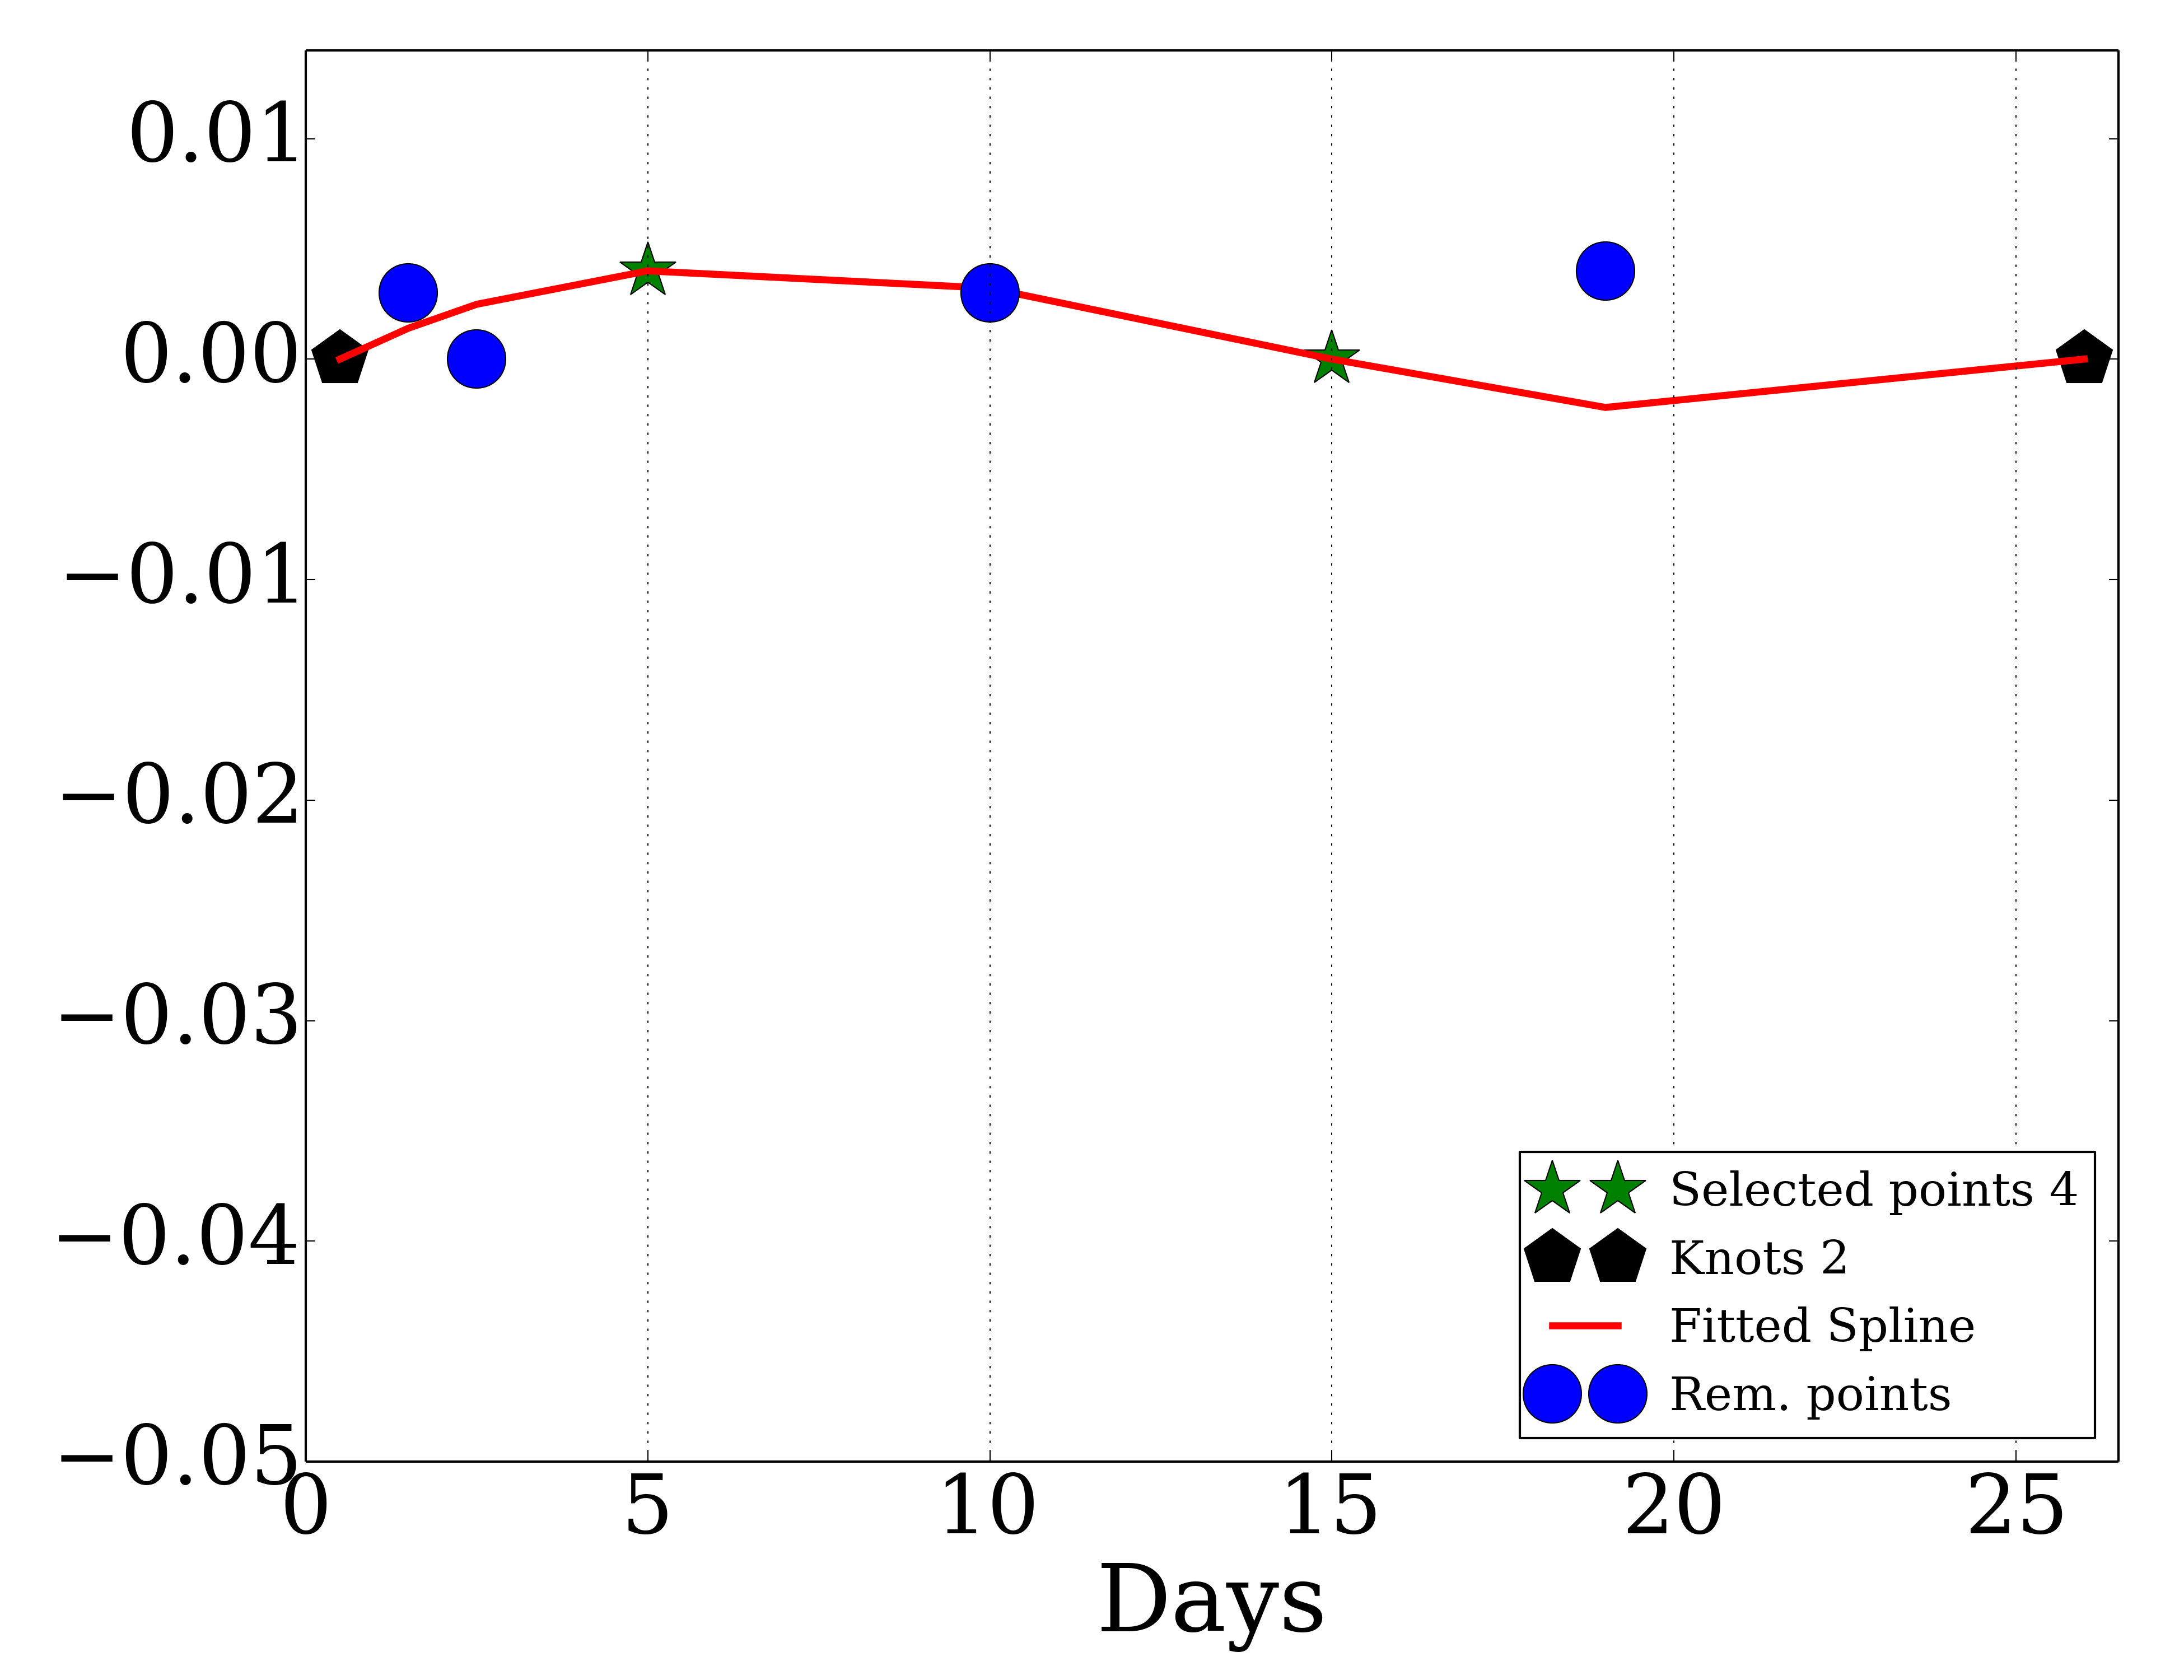 0.01
0.00
−0.01
−0.02
−0.03
−0.04
−0.05
0 5 10 15 20 25
Days
Selected points 4
Knots 2
Fitted Spline
Rem. points